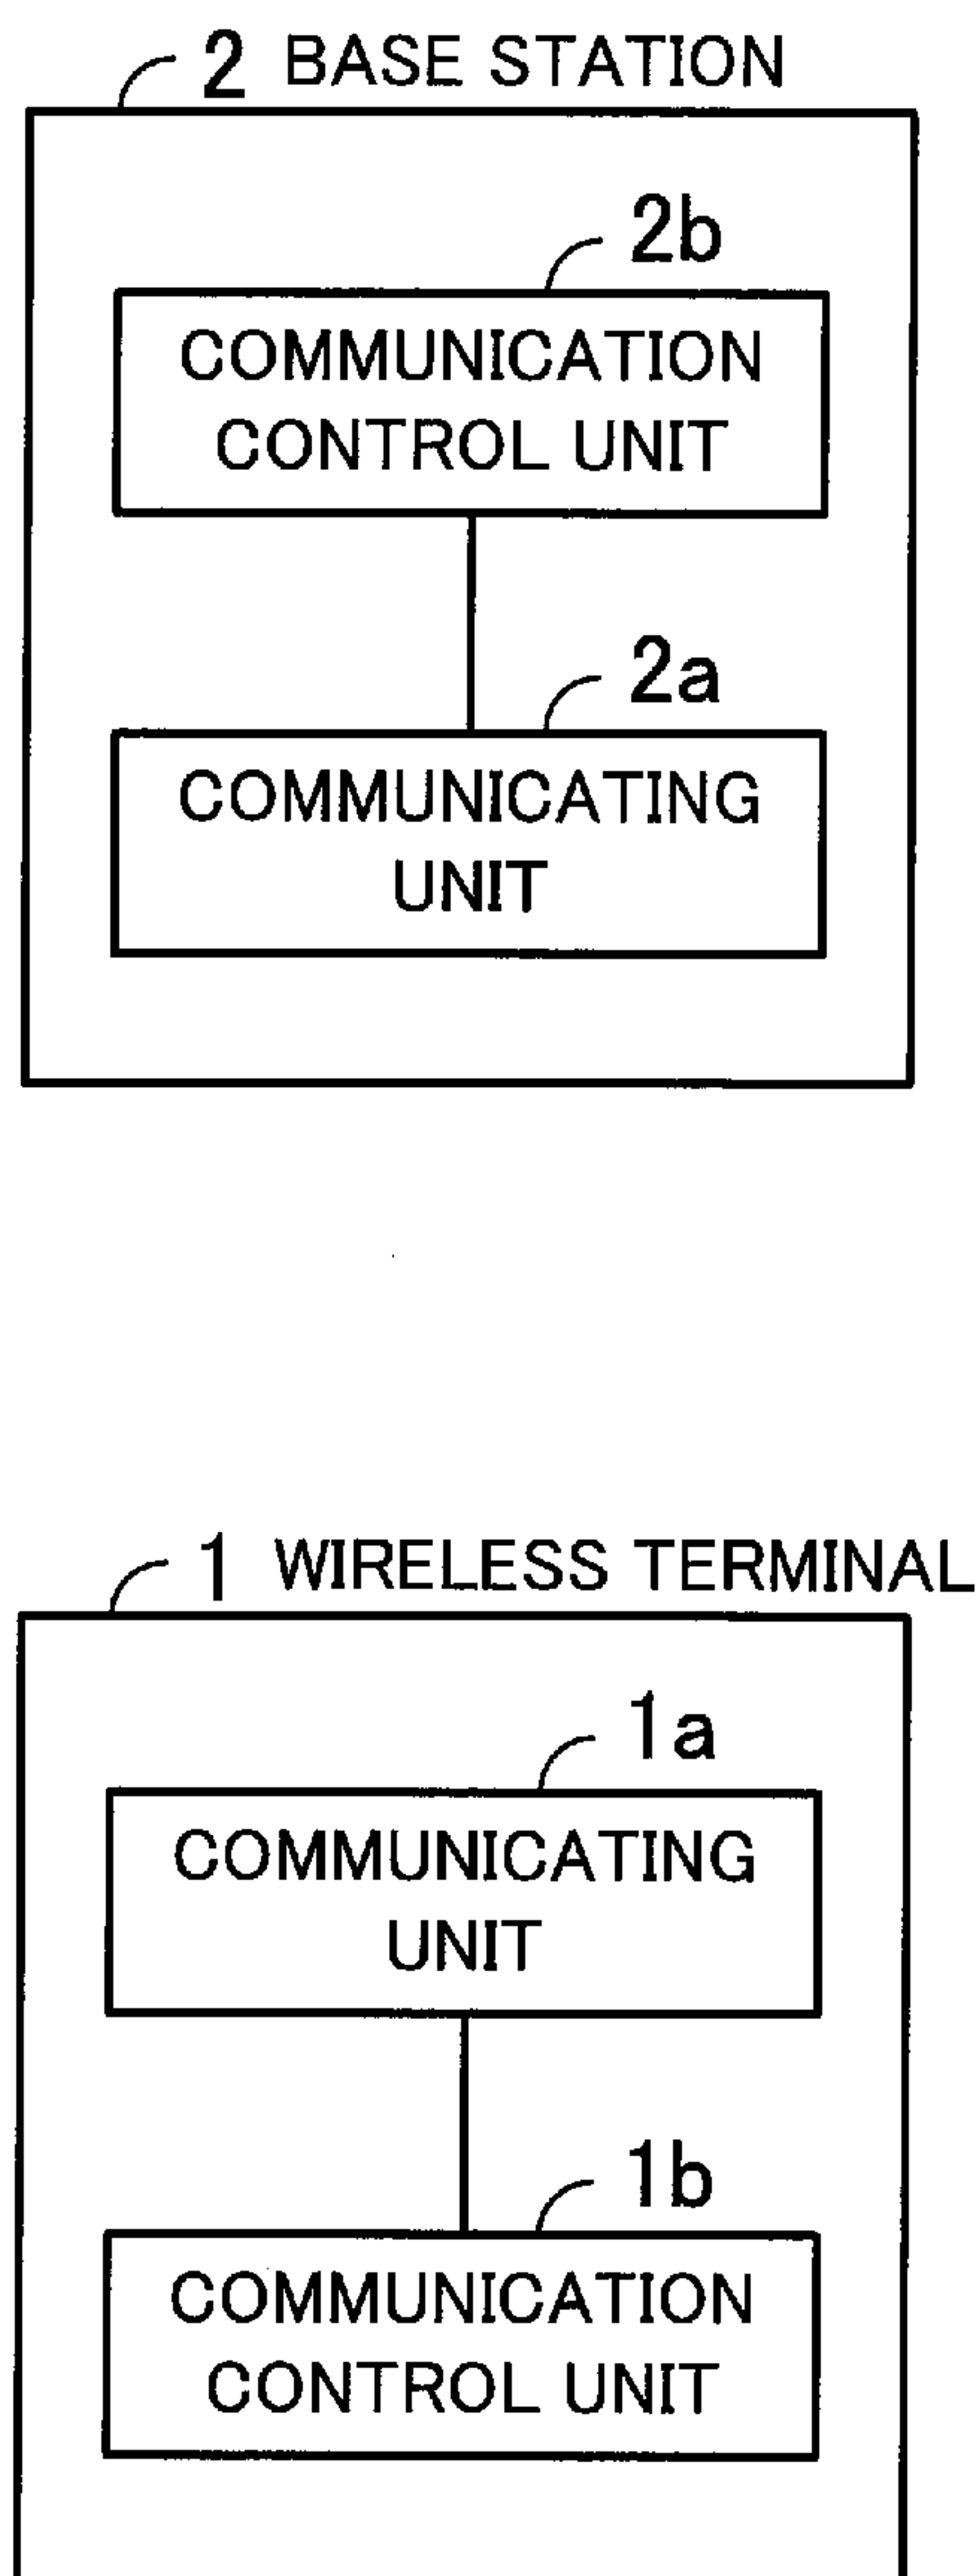 2 BASE STATION
2b
COMMUNICATION
CONTROL UNIT
2a
COMMUNICATING
UNIT
1 WIRELESS TERMINAL
1a
COMMUNICATING
UNIT
1b
COMMUNICATION
CONTROL UNIT